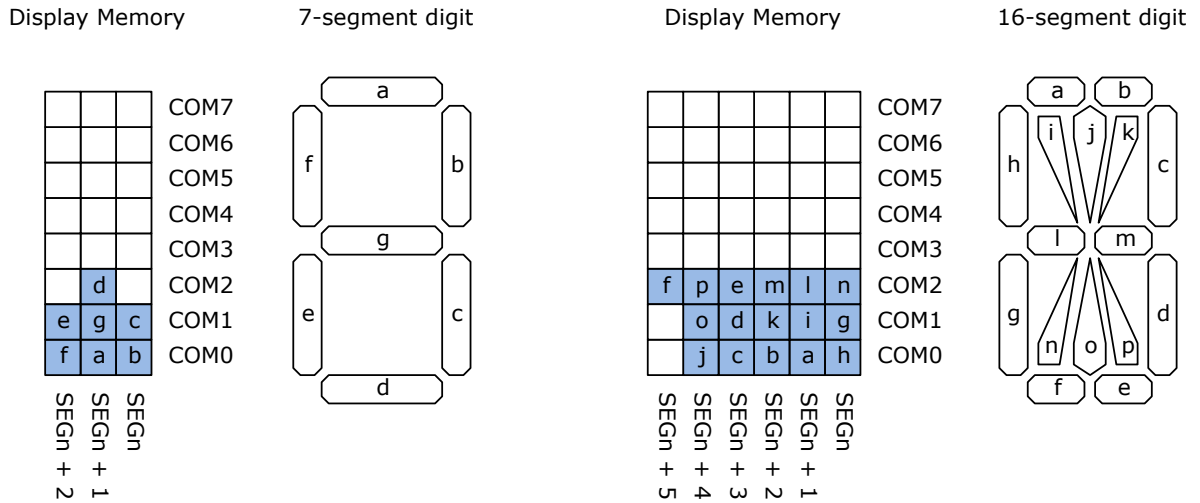 Display Memory 7-segment digit Display Memory 16-segment digit
a
f
b
g
e
c
d
COM7
COM6
COM5
COM4
COM3
d COM2
e g c COM1
f a b COM0
SEGn + 2
SEGn + 1
SEGn
COM7
COM6
COM5
COM4
COM3
f p e m l n COM2
o d k i g COM1
j c b a h COM0
SEGn + 5
SEGn + 4
SEGn + 3
SEGn + 2
SEGn + 1
SEGn
a b
i j k
h c
l m
g d
n o p
f e